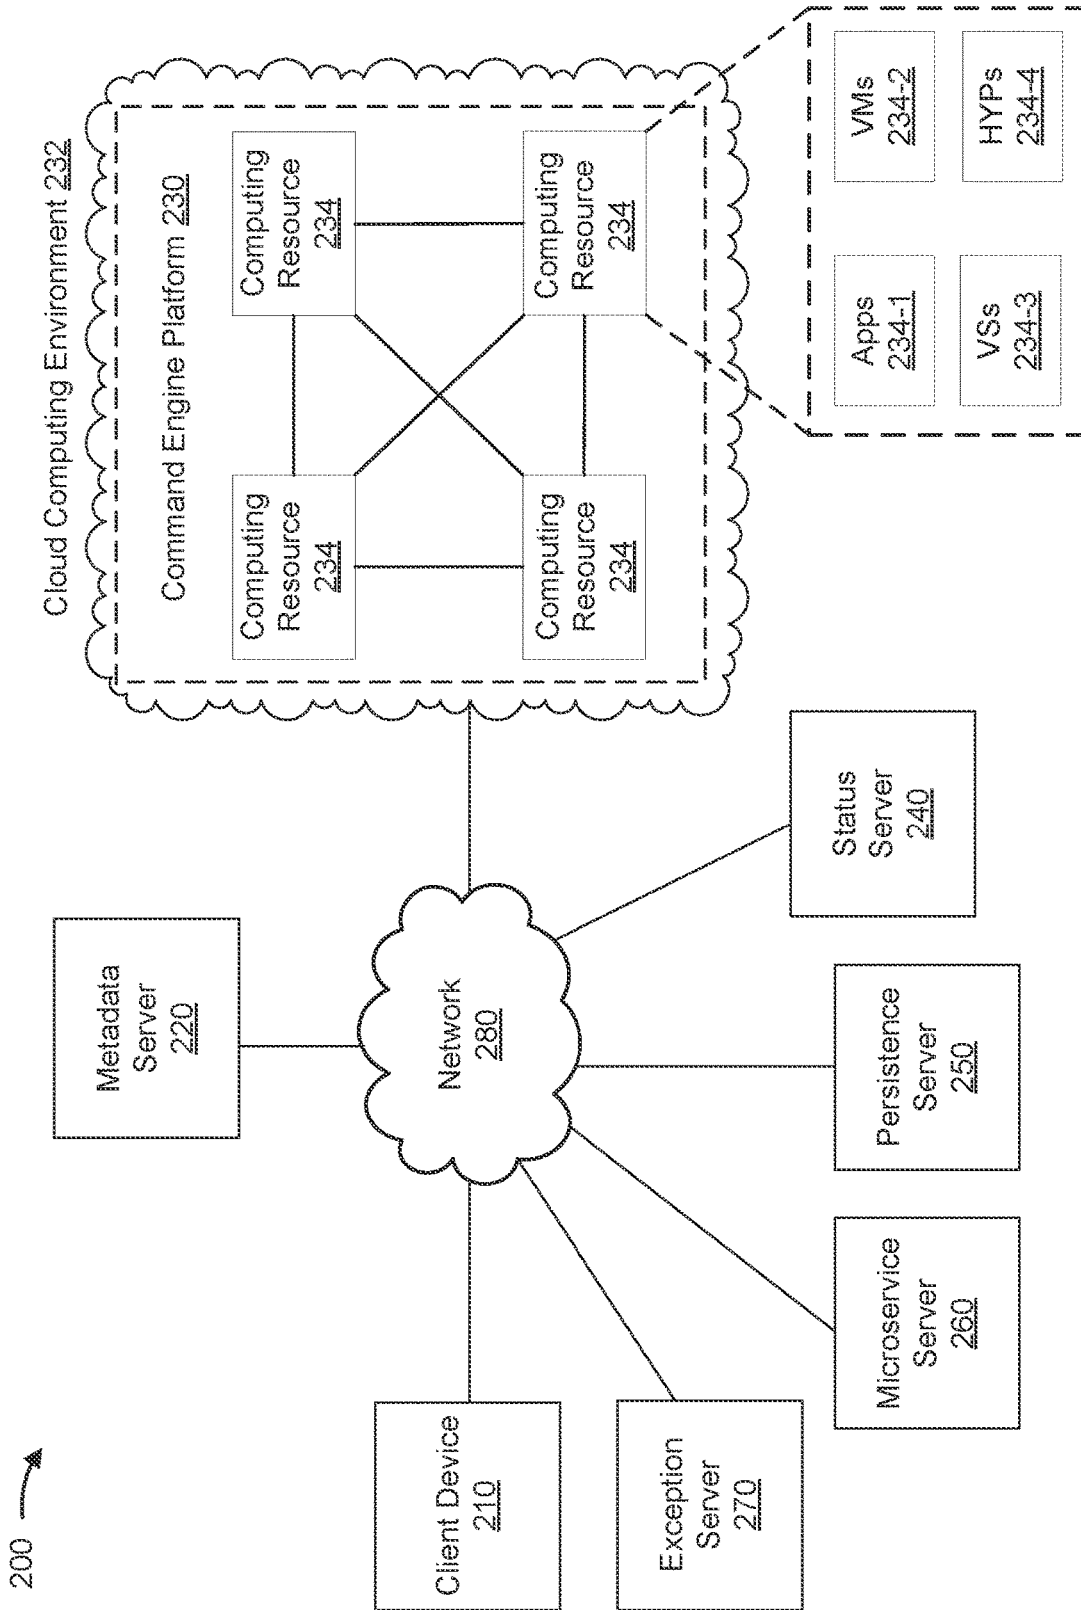 200
Cloud Computing Environment 232
Command Engine Platform 230
Computing
Resource
234
Computing
Resource
234
Computing
Resource
234
Computing
Resource
234
Apps
234-1
VMs
234-2
VSs
234-3
HYPs
234-4
Metadata
Server
220
Network
280
Client Device
210
Exception
Server
270
Microservice
Server
260
Persistence
Server
250
Status
Server
240